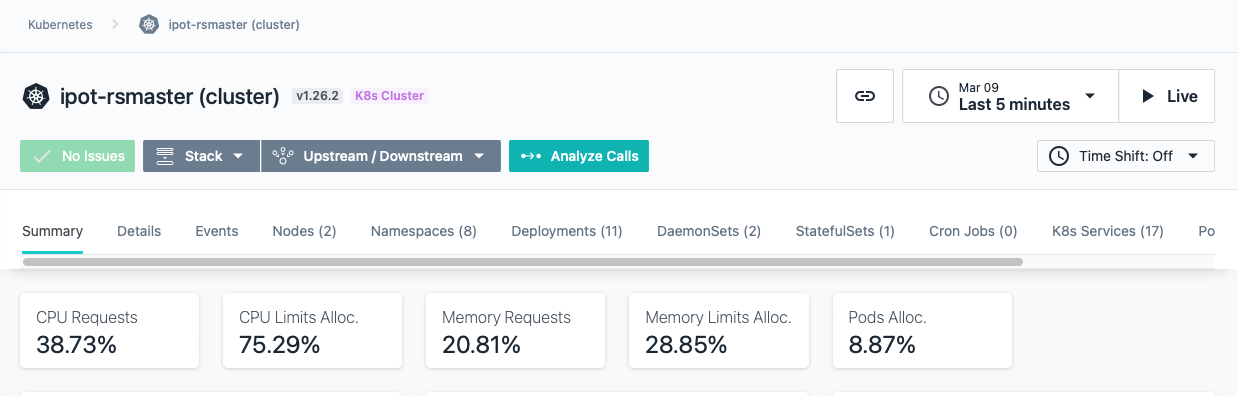 Kubernetes
ipot-rsmaster (cluster)
ipot-rsmaster (cluster) v1.26.2 K8s Cluster
Mar 09
Last 5 minutes
Live
No Issues Stack Upstream / Downstream Analyze Calls
Time Shift: Off
Summary Details Events Nodes (2) Namespaces (8) Deployments (11) DaemonSets (2) StatefulSets (1) Cron Jobs (0) K8s Services (17) Po
CPU Requests
38.73%
CPU Limits Alloc.
75.29%
Memory Requests
20.81%
Memory Limits Alloc.
28.85%
Pods Alloc.
8.87%